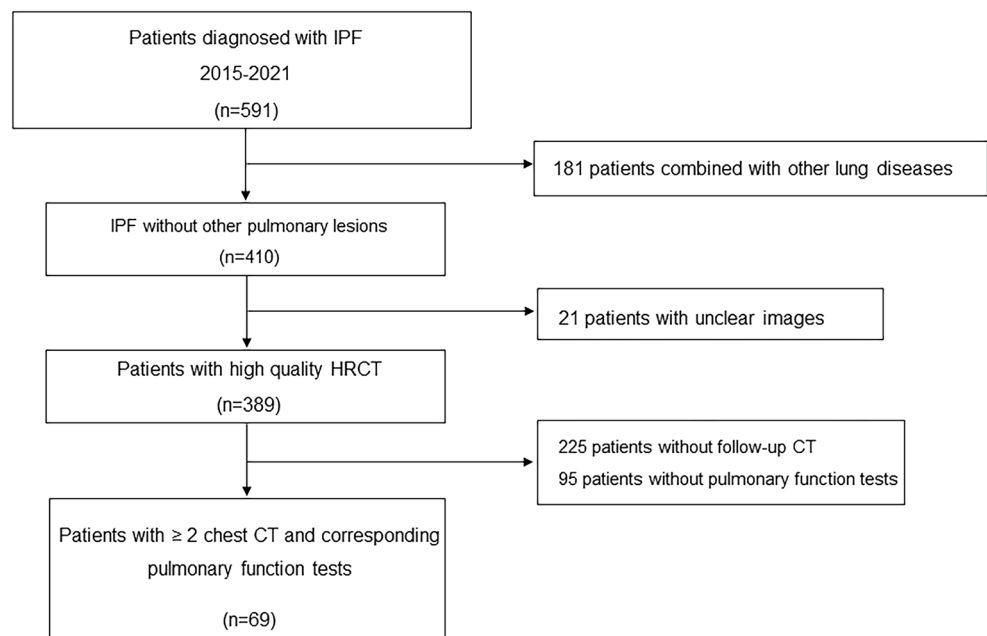 Patients diagnosed with IPF
2015-2021
(n=591)
181 patients combined with other lung diseases
IPF without other pulmonary lesions
(n=410)
21 patients with unclear images
Patients with high quality HRCT
(n=389)
225 patients without follow-up CT
95 patients without pulmonary function tests
Patients with ≥ 2 chest CT and corresponding
pulmonary function tests
(n=69)